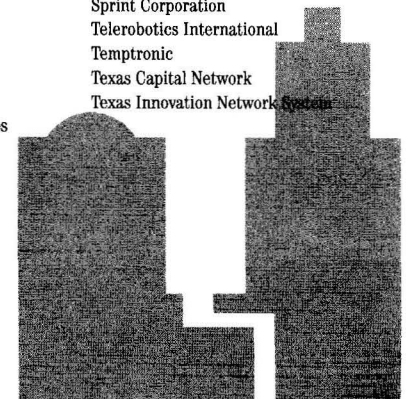 Sprint Corporation
Telerobotics International
Temptronic
Texas Capital Network
Texas Innovation Network System
s